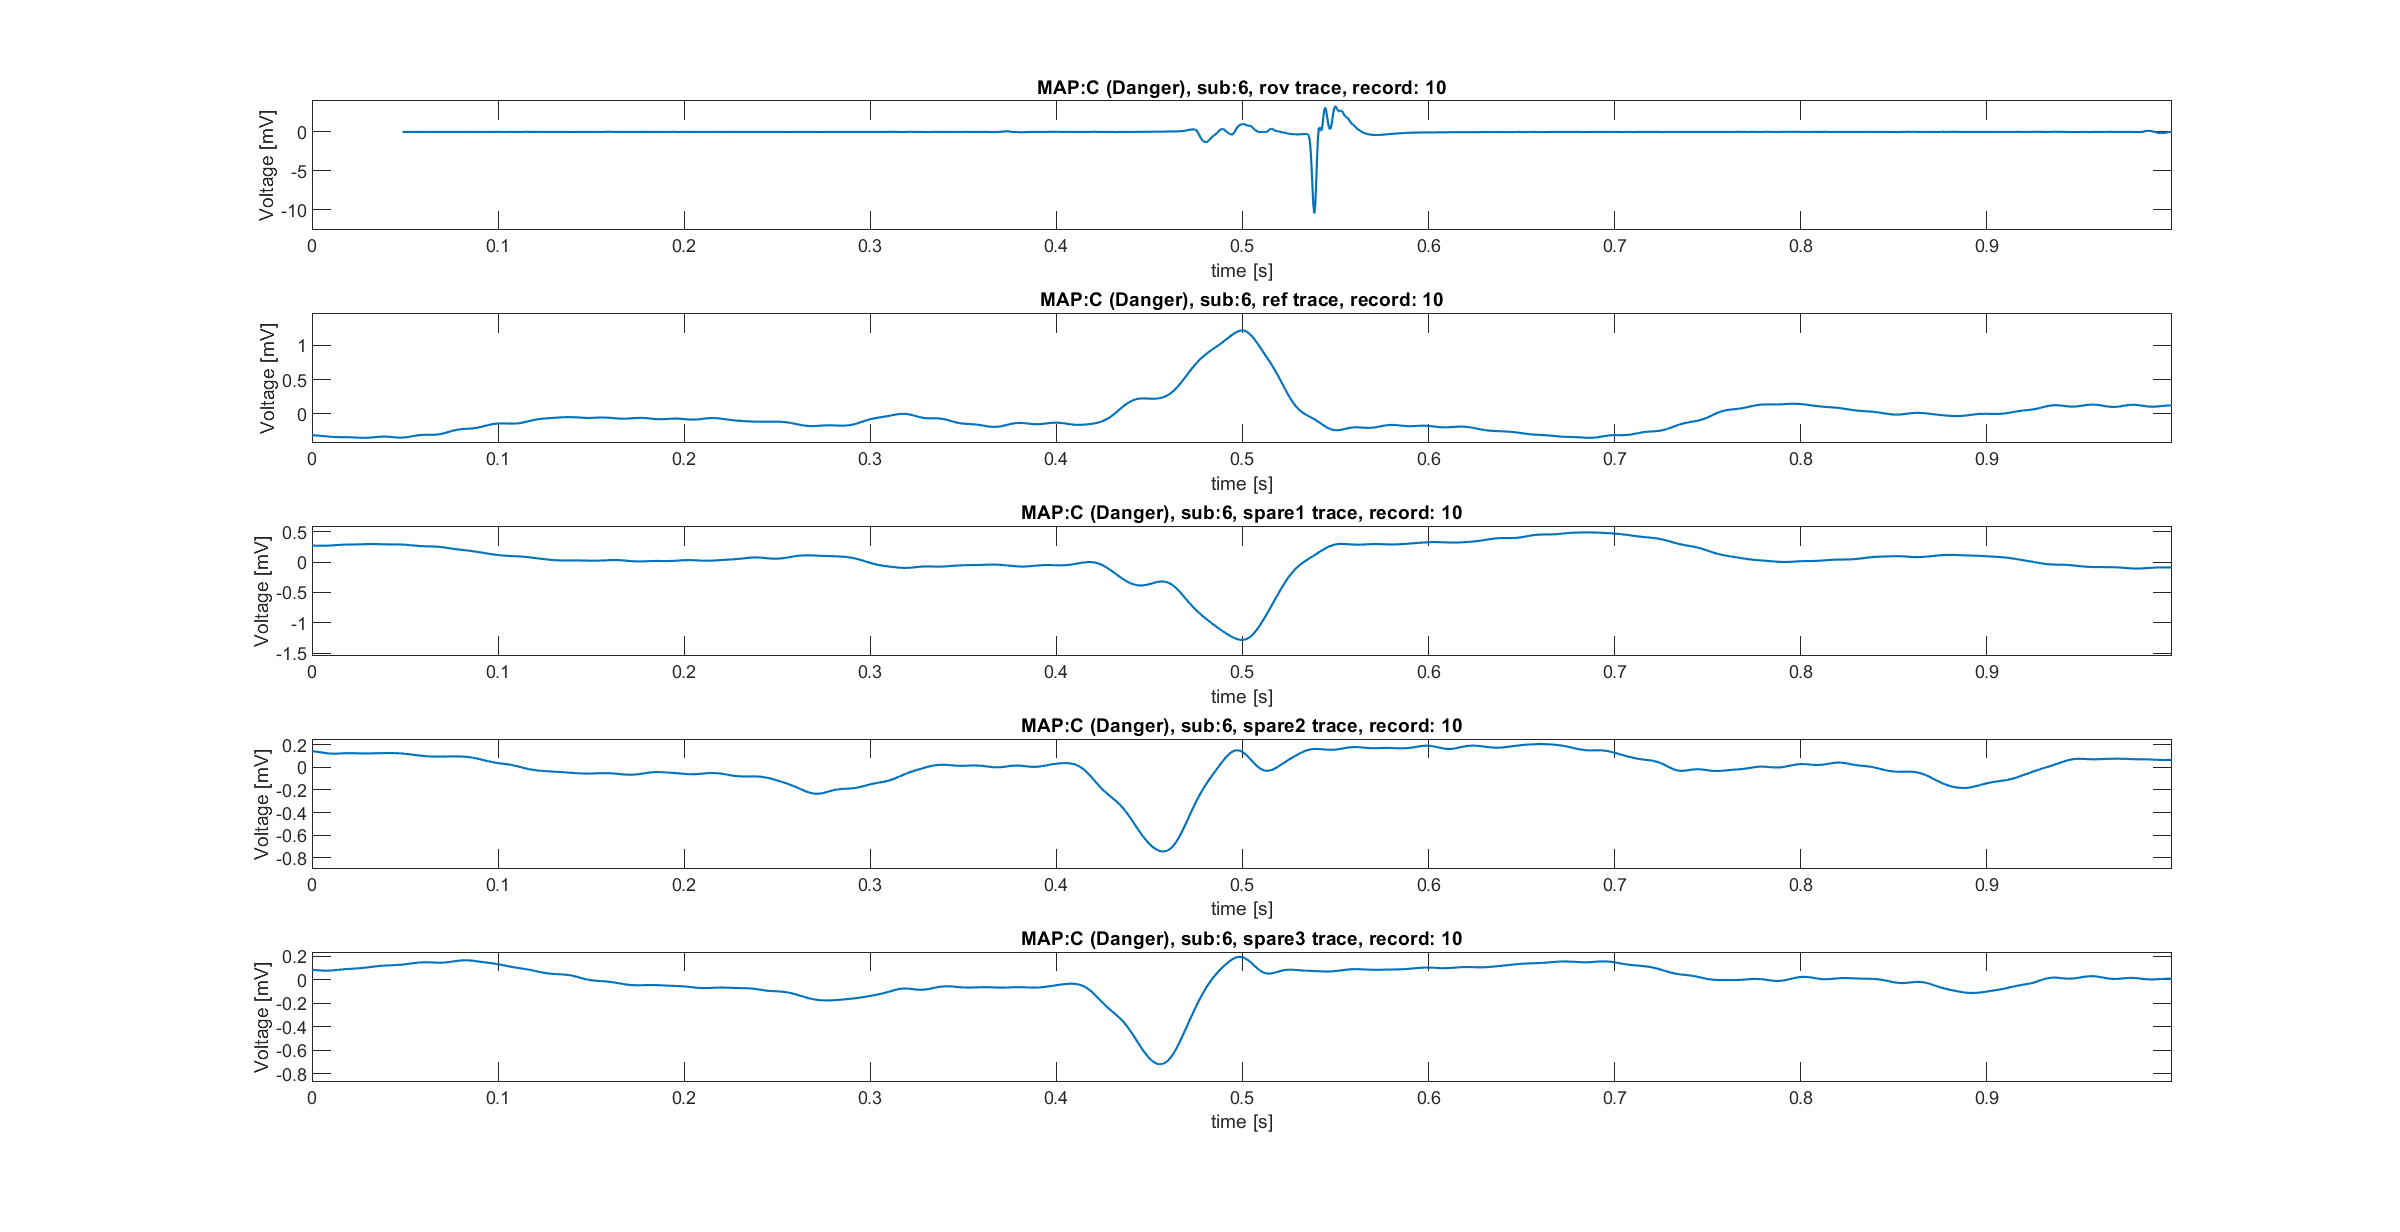 MAP:C (Danger), sub:6, rov trace, record: 10
Voltage [mV]
0
-5
-10
0 0.1 0.2 0.3 0.4 0.5 0.6 0.7 0.8 0.9
time [s]
MAP:C (Danger), sub:6, ref trace, record: 10
Voltage [mV]
1
0.5
0
0 0.1 0.2 0.3 0.4 0.5 0.6 0.7 0.8 0.9
time [s]
MAP:C (Danger), sub:6, spare1 trace, record: 10
Voltage [mV]
0.5
0
-0.5
-1
-1.5
0 0.1 0.2 0.3 0.4 0.5 0.6 0.7 0.8 0.9
time [s]
MAP:C (Danger), sub:6, spare2 trace, record: 10
Voltage [mV]
0.2
0
-0.2
-0.4
-0.6
-0.8
0 0.1 0.2 0.3 0.4 0.5 0.6 0.7 0.8 0.9
time [s]
MAP:C (Danger), sub:6, spare3 trace, record: 10
Voltage [mV]
0.2
0
-0.2
-0.4
-0.6
-0.8
0 0.1 0.2 0.3 0.4 0.5 0.6 0.7 0.8 0.9
time [s]